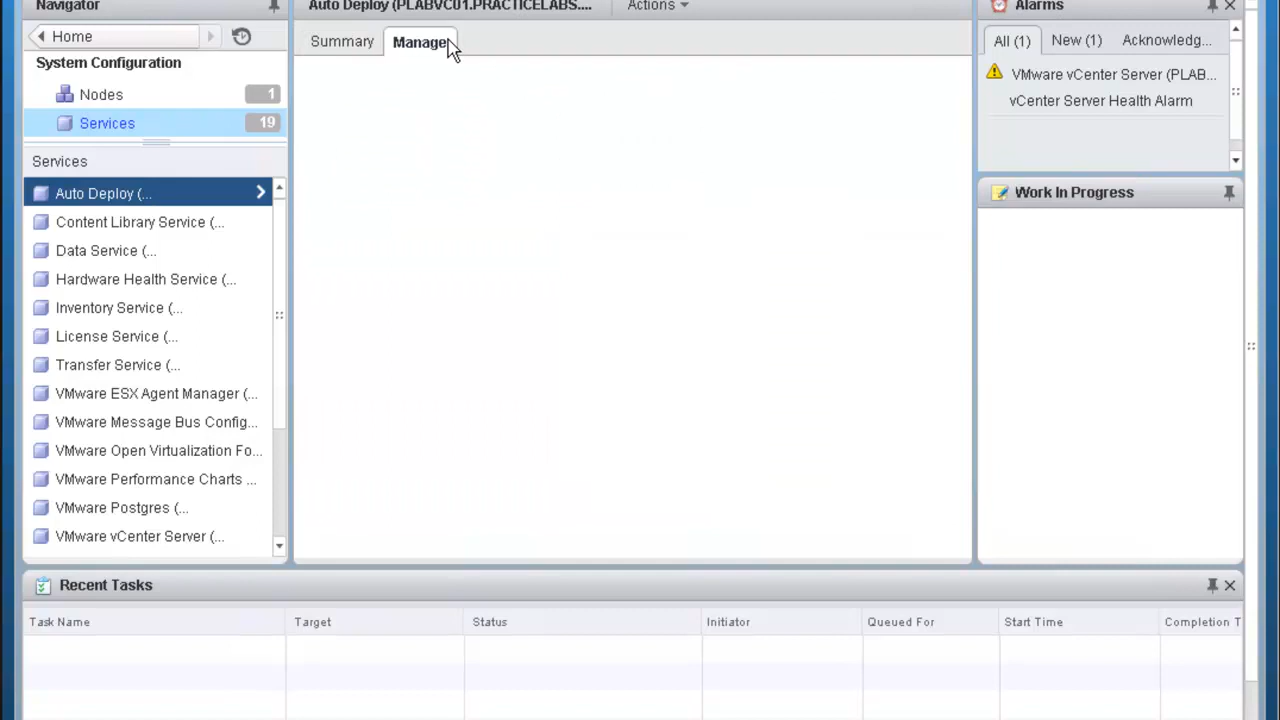 Navigator
Home
System Configuration
Nodes 1
Services 19
Services
Auto Deploy (...
Content Library Service (...
Data Service (...
Hardware Health Service (...
Inventory Service (...
License Service (...
Transfer Service (...
VMware ESX Agent Manager (...
VMware Message Bus Config...
VMware Open Virtualization Fo...
VMware Performance Charts ...
VMware Postgres (...
VMware vCenter Server (...
Auto Deploy (PLABVC01.PRACTICELABS.... Actions
Summary Manage
Alarms
All (1) New (1) Acknowledg...
VMware vCenter Server (PLAB...
vCenter Server Health Alarm
Work In Progress
Recent Tasks
Task Name Target Status Initiator Queued For Start Time Completion T